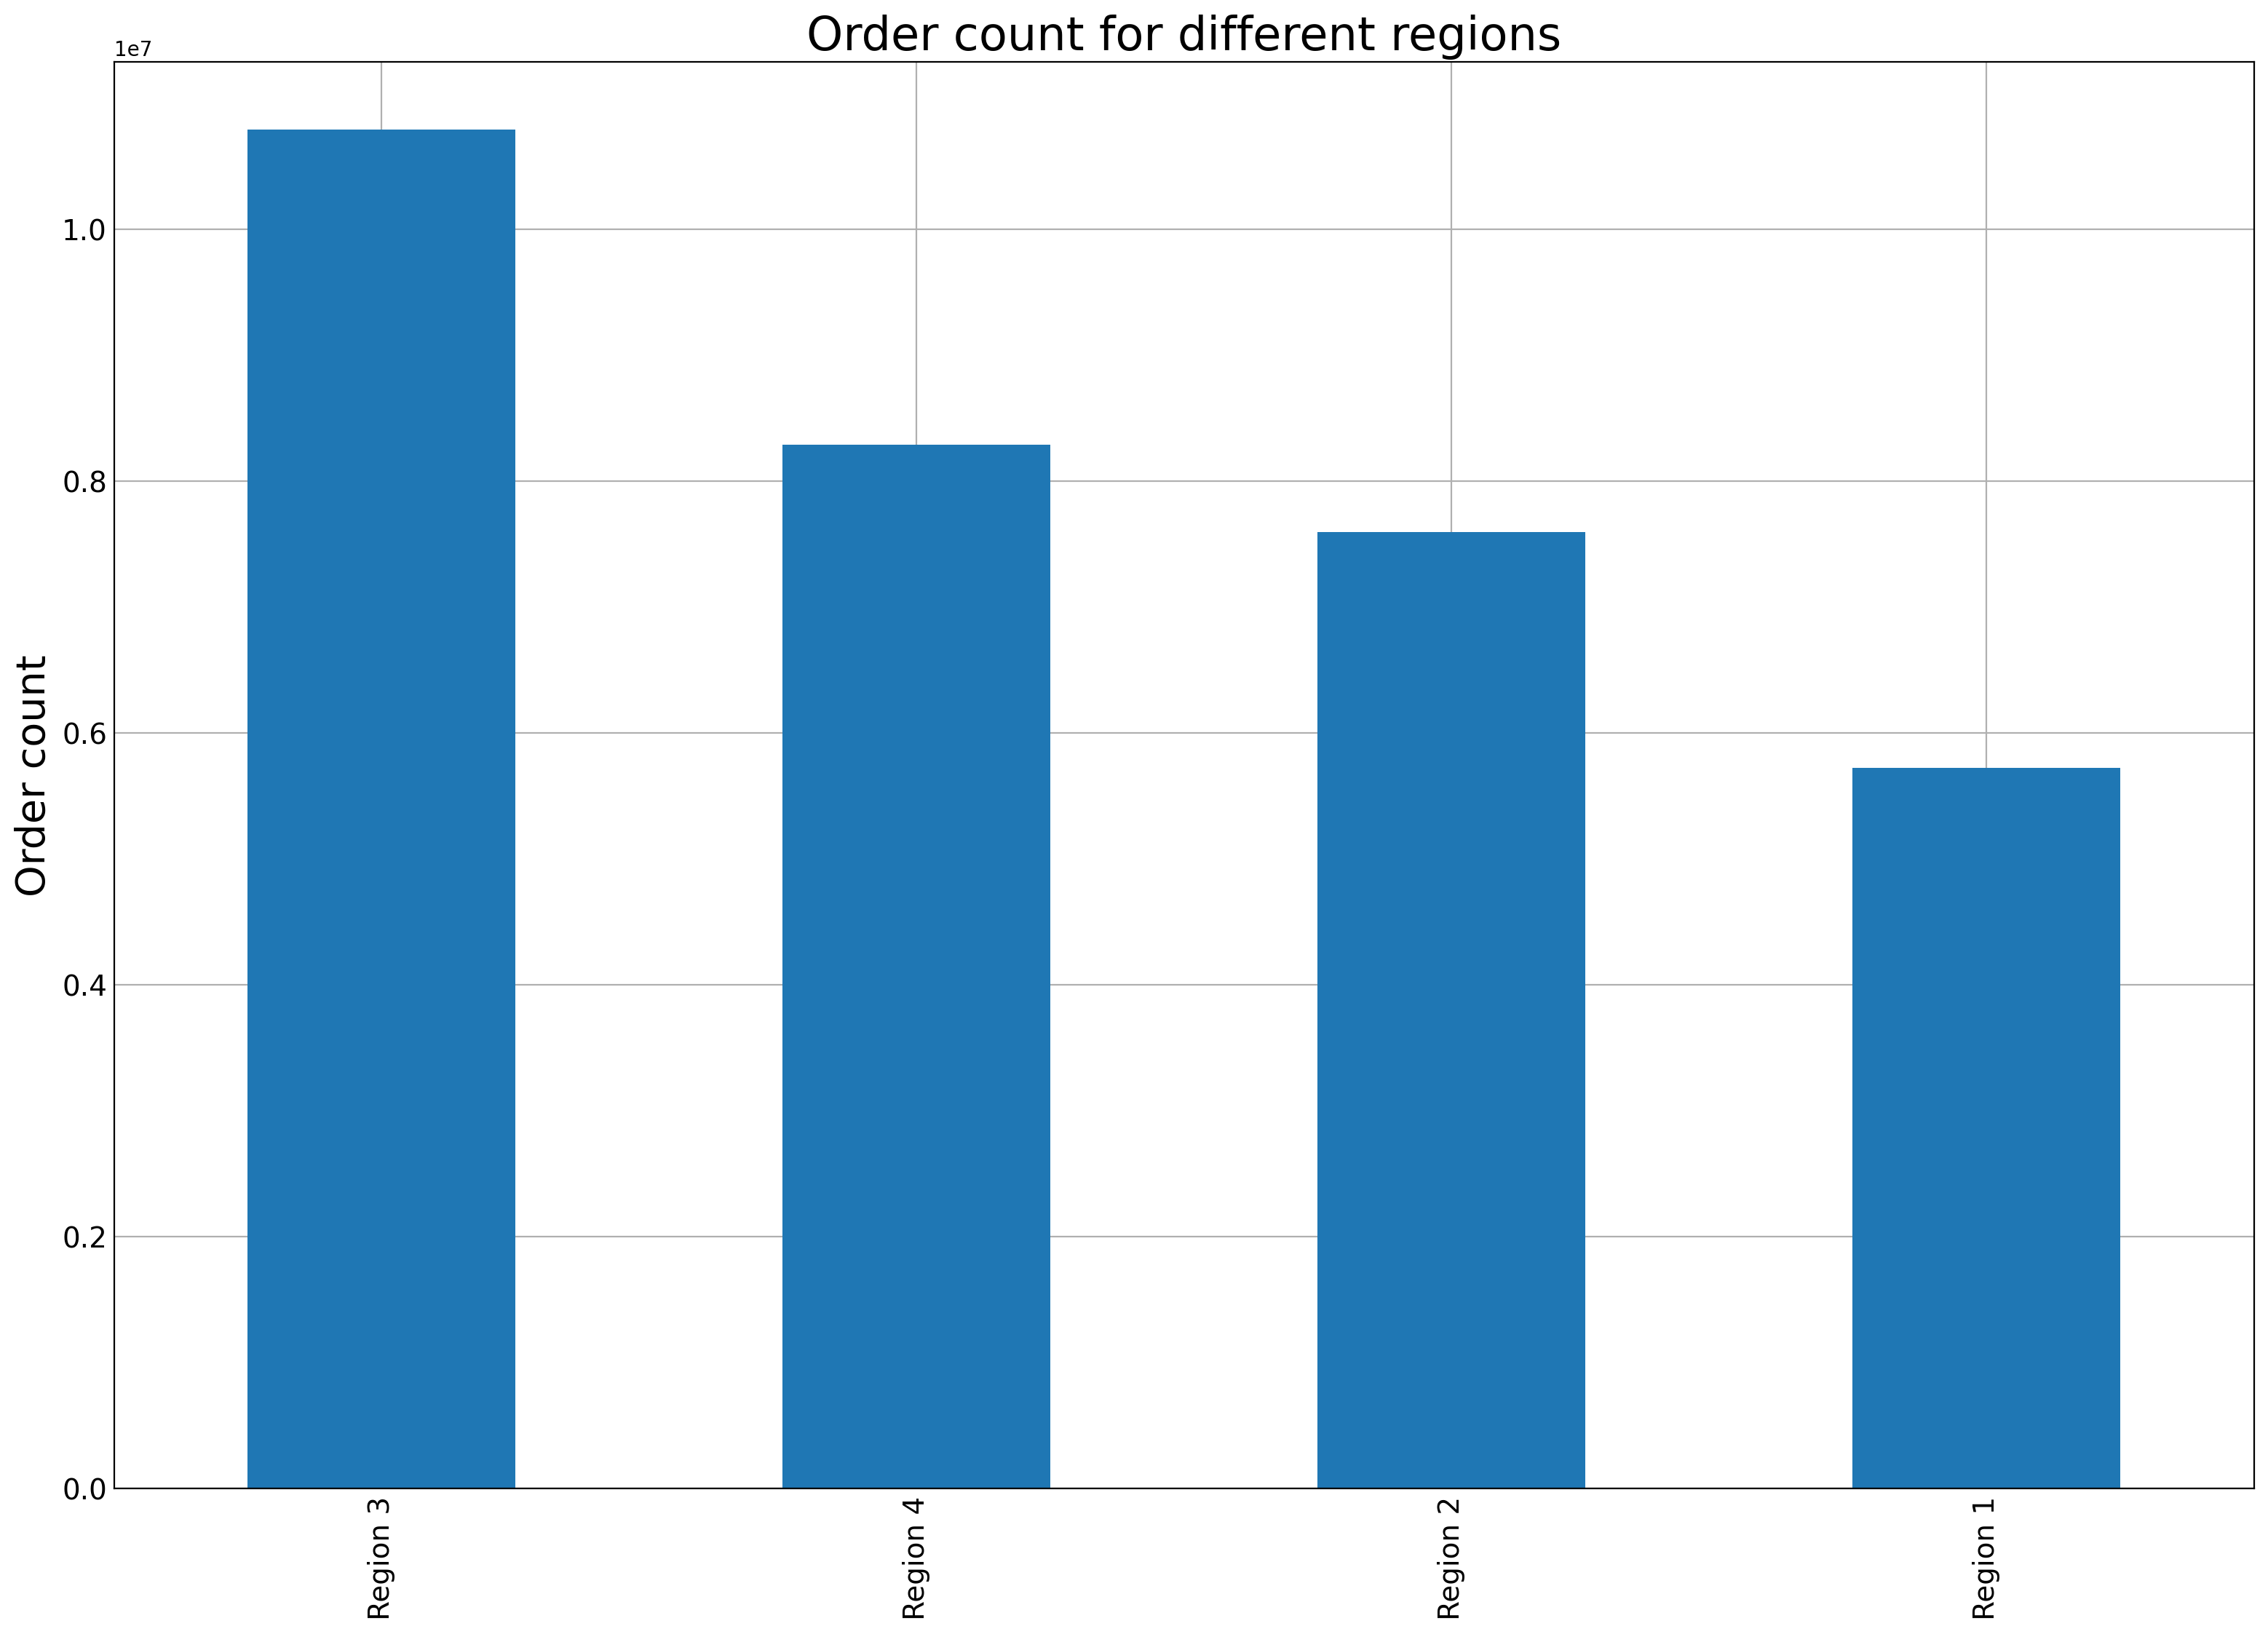 Order count for different regions
1e7
Order count
1.0
0.8
0.6
0.4
0.2
0.0
Region 3
Region 4
Region 2
Region 1